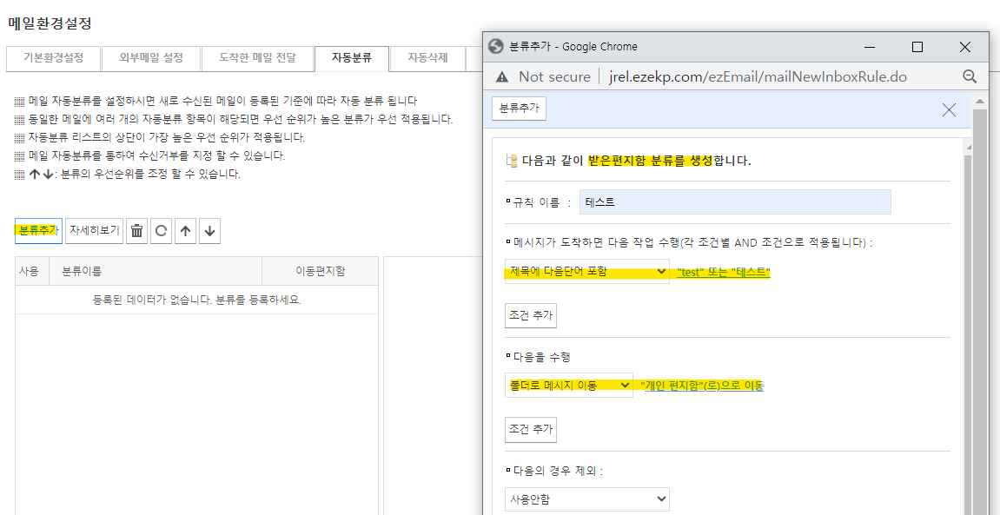 메일환경설정
기본환경설정
외부메일 설정
도착한 메일 전달
자동분류
자동삭제
메일 자동분류를 설정하시면 새로 수신된 메일이 등록된 기준에 따라 자동 분류 됩니다
동일한 메일에 여러 개의 자동분류 항목이 해당되면 우선 순위가 높은 분류가 우선 적용됩니다.
자동분류 리스트의 상단이 가장 높은 우선 순위가 적용됩니다.
메일 자동분류를 통하여 수신거부를 지정 할 수 있습니다.
↑↓: 분류의 우선순위를 조정 할 수 있습니다.
분류추가 자세히보기
사용 분류이름 이동편지함
등록된 데이터가 없습니다. 분류를 등록하세요.
분류추가 - Google Chrome
Not secure | jrel.ezekp.com/ezEmail/mailNewInboxRule.do
분류추가
다음과 같이 받은편지함 분류를 생성합니다.
규칙 이름 : 테스트
메시지가 도착하면 다음 작업 수행(각 조건별 AND 조건으로 적용됩니다) :
제목에 다음단어 포함 "test" 또는 "테스트"
조건 추가
다음을 수행
폴더로 메시지 이동 "개인 편지함"(로)으로 이동
조건 추가
다음의 경우 제외 :
사용안함